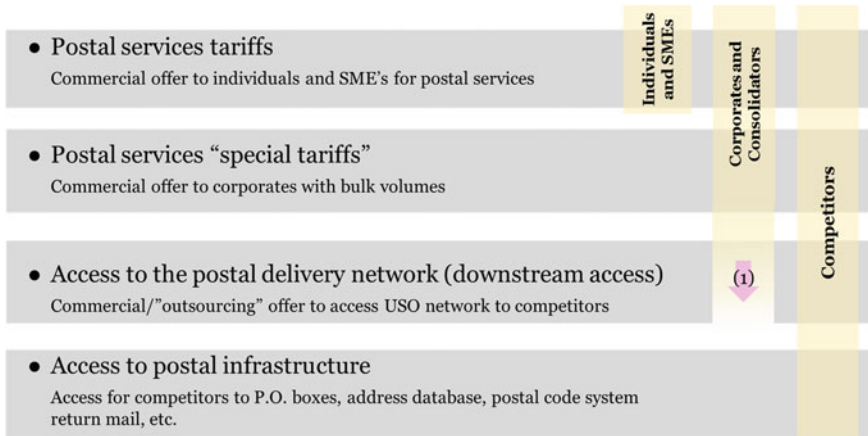 ● Postal services tariffs
Commercial offer to individuals and SME's for postal services
● Postal services “special tariffs”
Commercial offer to corporates with bulk volumes
● Access to the postal delivery network (downstream access)
Commercial/”outsourcing” offer to access USO network to competitors
● Access to postal infrastructure
Access for competitors to P.O. boxes, address database, postal code system
return mail, etc.
Individuals
and SMEs
Corporates and
Consolidators
(1)
Competitors